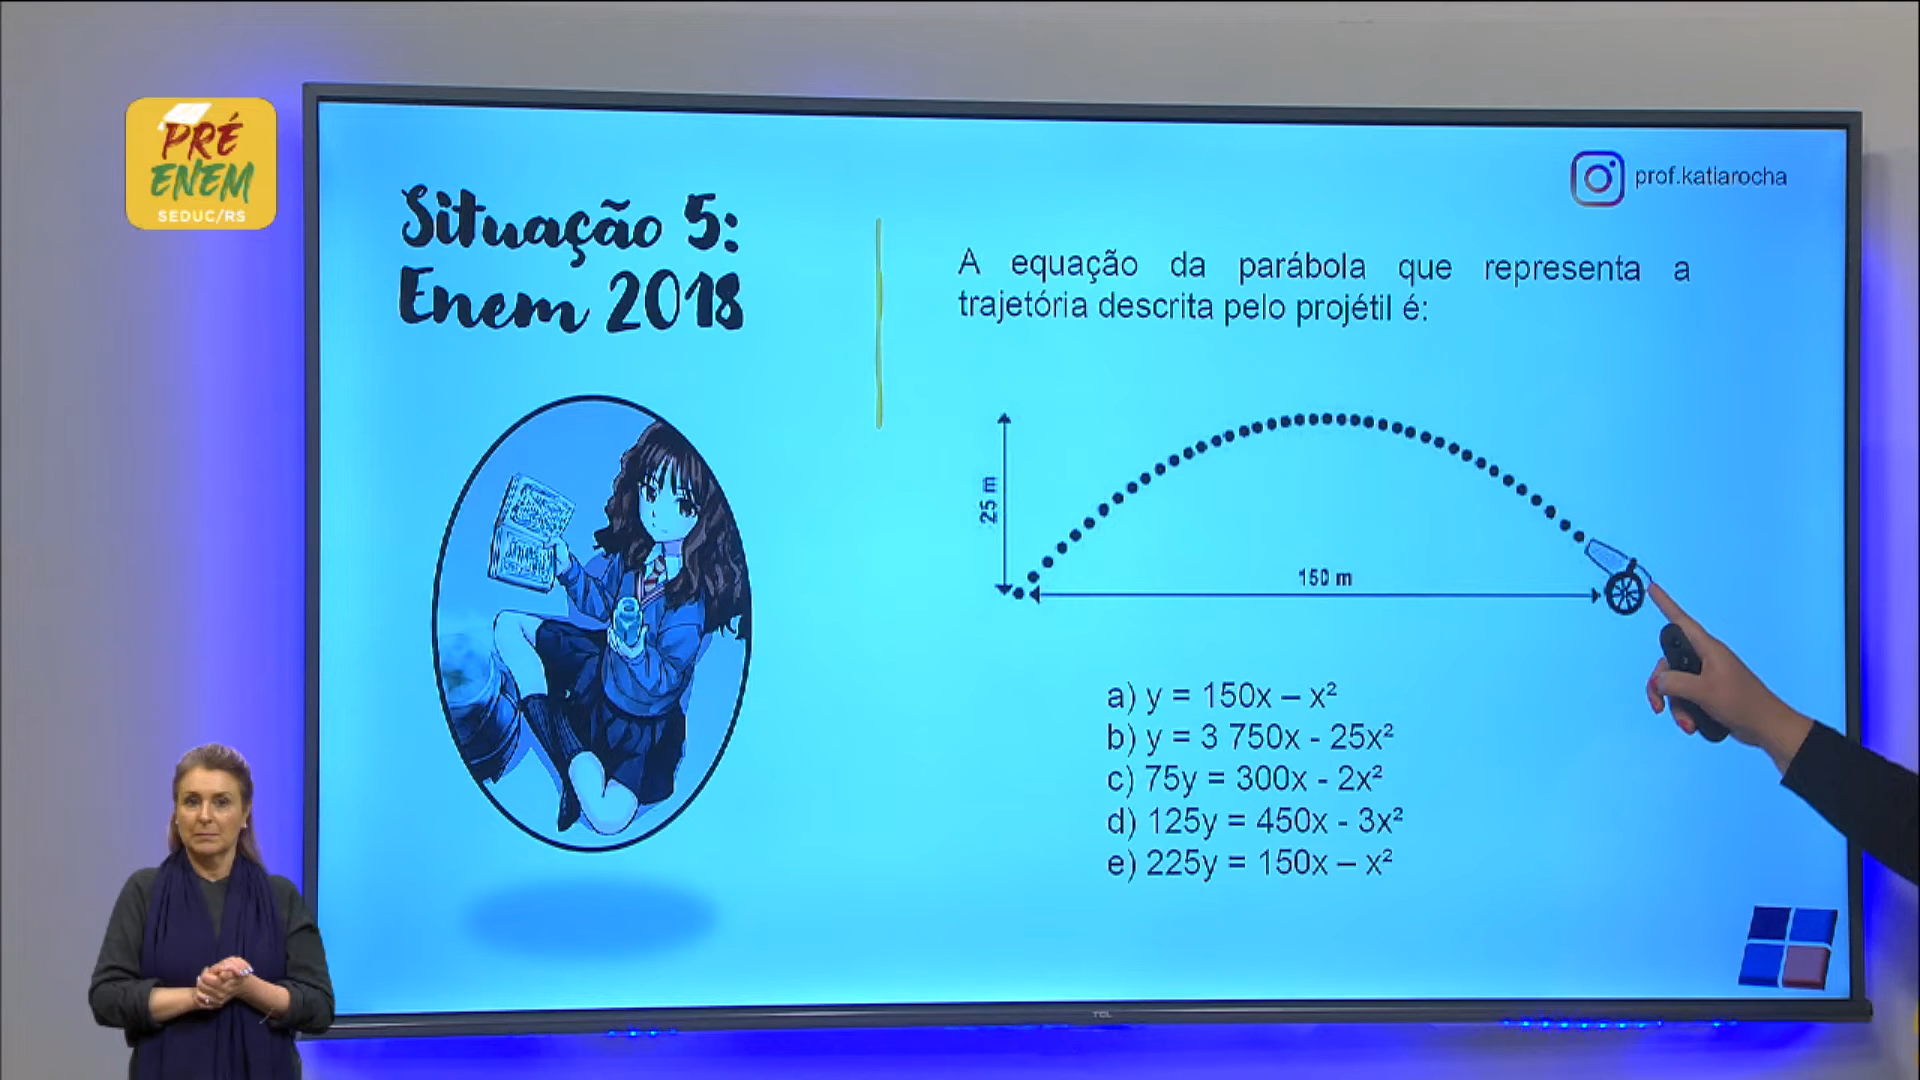 PRÉ
ENEM
SEDUC/RS
Situação 5:
Enem 2018
prof.katiarocha
A equação da parábola que representa a
trajetória descrita pelo projétil é:
25 m
150 m
a) y = 150x – x²
b) y = 3 750x - 25x²
c) 75y = 300x - 2x²
d) 125y = 450x - 3x²
e) 225y = 150x – x²
TCL